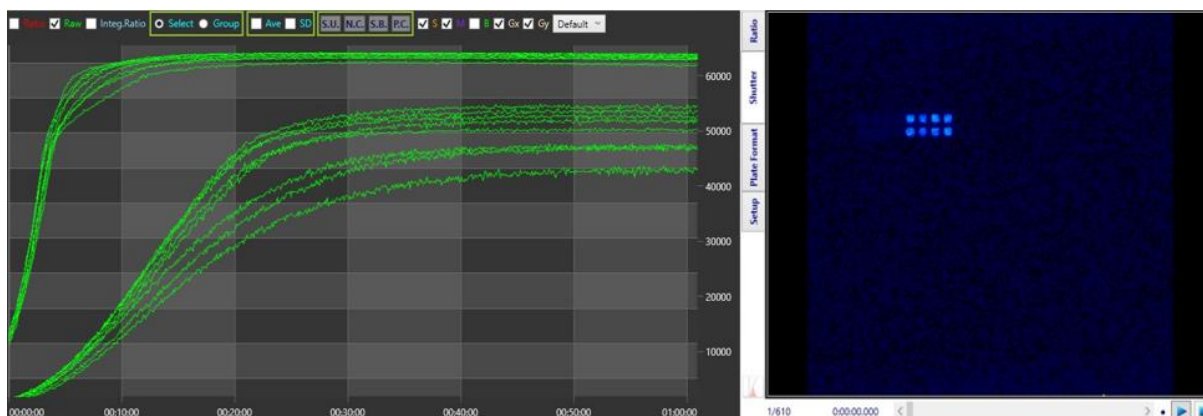 Ratio Raw Integ.Ratio Select Group Ave SD S.U. N.C. S.B. P.C. S M B Gx Gy Default
60000
50000
40000
30000
20000
10000
00:00:00 00:10:00 00:20:00 00:30:00 00:40:00 00:50:00 01:00:00
Ratio
Shutter
Plate Format
Setup
1/610 0:00:00.000